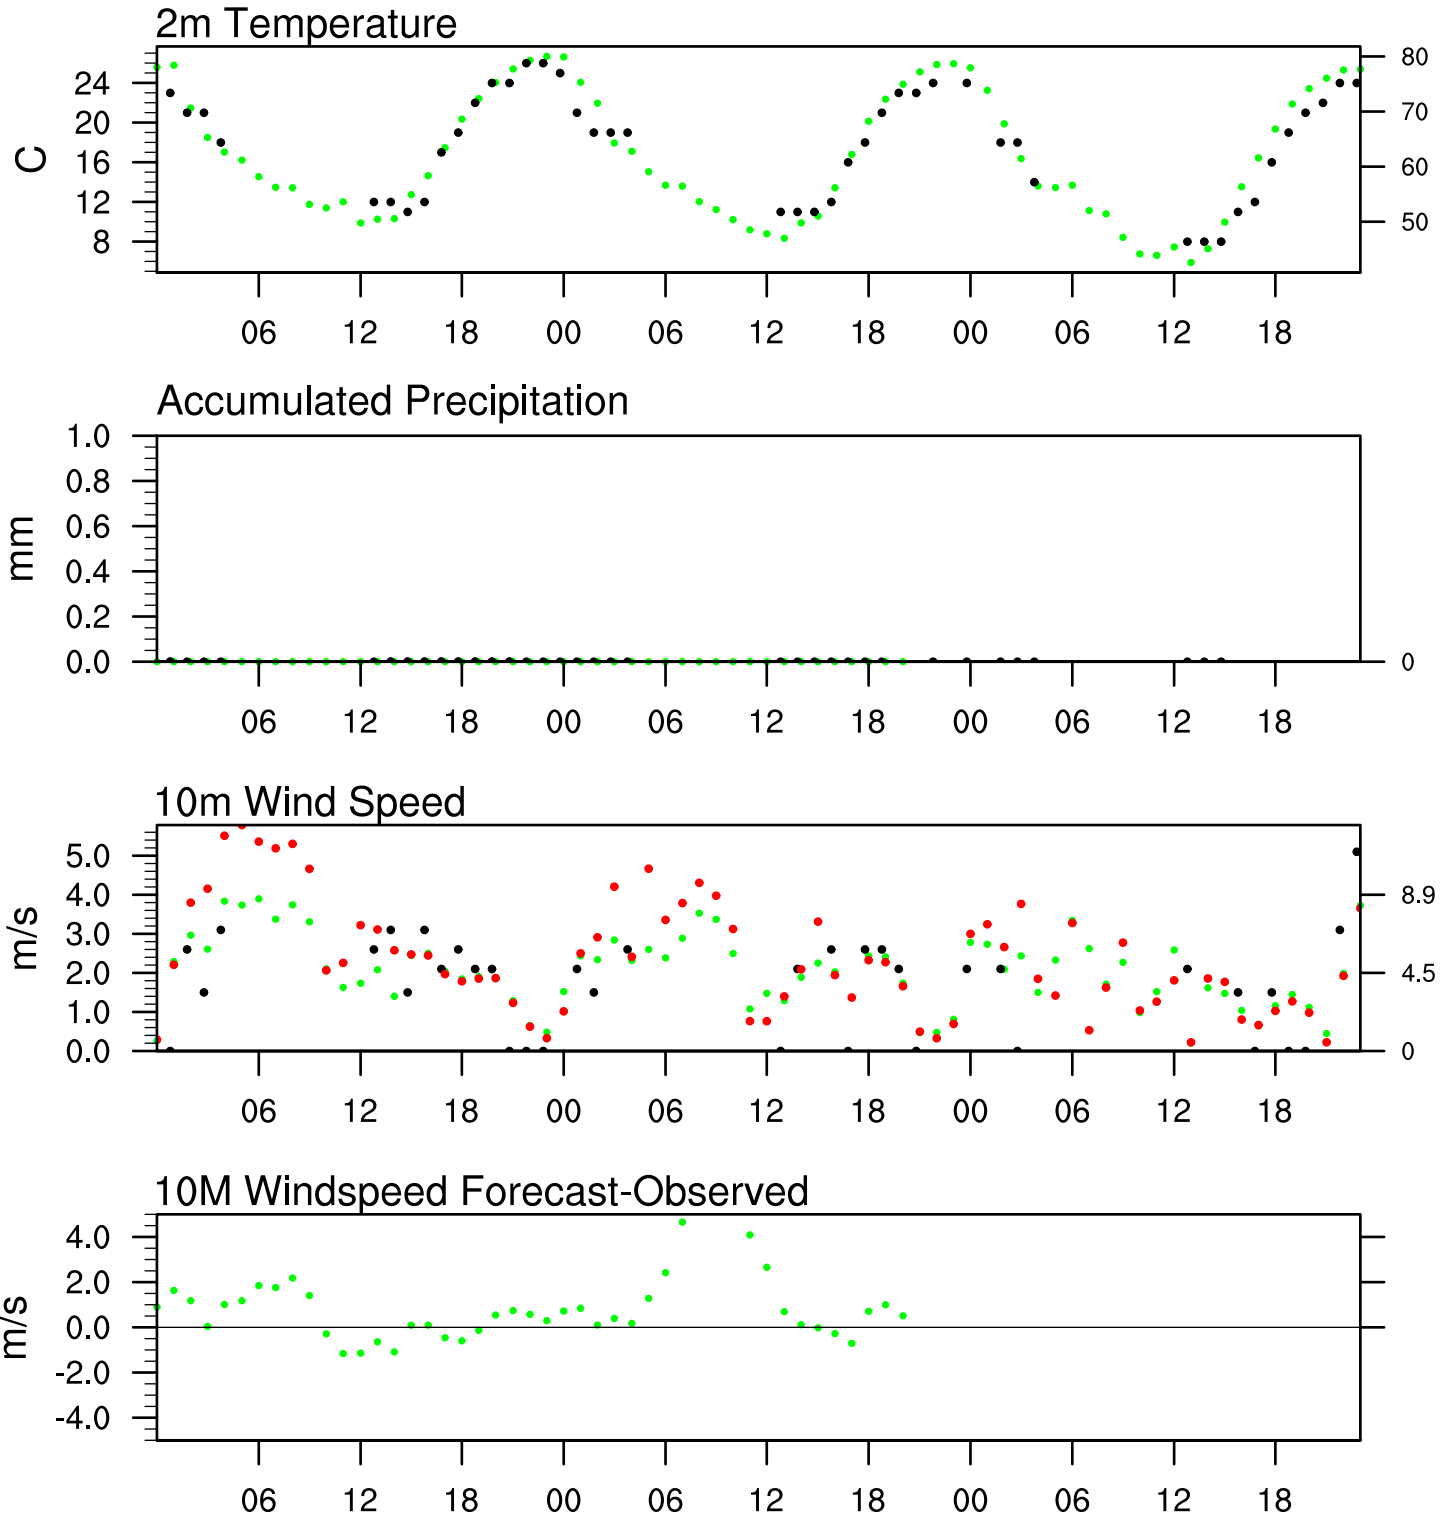 2m Temperature
24
20
16
12
8
C
80
70
60
50
06 12 18 00 06 12 18 00 06 12 18
Accumulated Precipitation
1.0
0.8
0.6
0.4
0.2
0.0
mm
0
06 12 18 00 06 12 18 00 06 12 18
10m Wind Speed
5.0
4.0
3.0
2.0
1.0
0.0
m/s
8.9
4.5
0
06 12 18 00 06 12 18 00 06 12 18
10M Windspeed Forecast-Observed
4.0
2.0
0.0
-2.0
-4.0
m/s
06 12 18 00 06 12 18 00 06 12 18